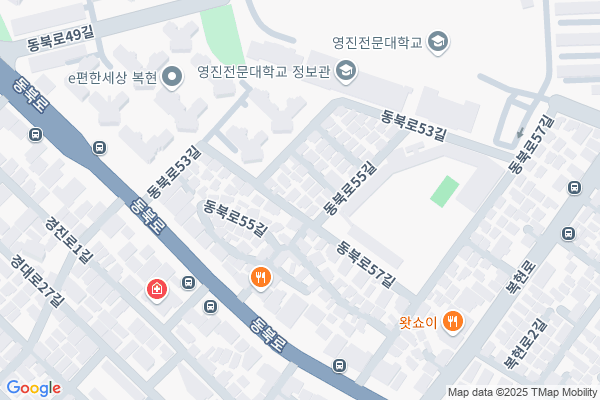 동북로49길
영진전문대학교
e편한세상 복현
영진전문대학교 정보관
동북로
동북로53길
동북로57길
동북로53길
동북로55길
동북로
동북로55길
경진로1길
동북로57길
경대로27길
복현로
왓쇼이
동북로
복현로2길
Google
Map data ©2025 TMap Mobility